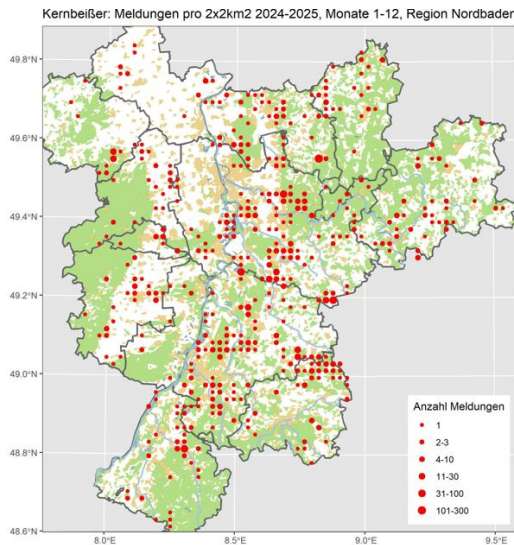 Kernbeißer: Meldungen pro 2x2km2 2024-2025, Monate 1-12, Region Nordbaden
49.8°N
49.6°N
49.4°N
49.2°N
49.0°N
48.8°N
48.6°N
Anzahl Meldungen
1
2-3
4-10
11-30
31-100
101-300
8.0°E
8.5°E
9.0°E
9.5°E